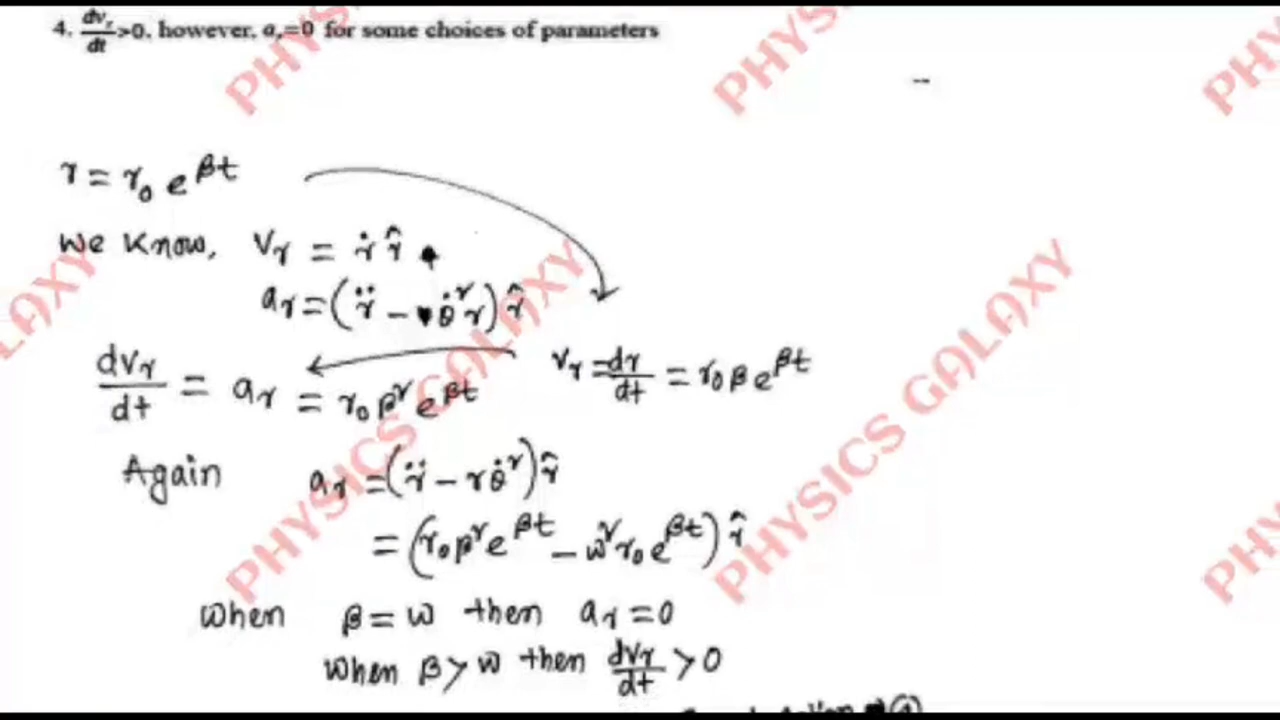 4. dv_r/dt >0, however, a_r=0 for some choices of parameters
r = r₀ e^{βt}
We know, V_r = ṙ r̂
a_r = (r̈ − θ̇² r) r̂
dV_r/dt = a_r = r₀ β² e^{βt}
V_r = dr/dt = r₀ β e^{βt}
Again a_r = (r̈ − r θ̇²) r̂
= (r₀ β² e^{βt} − ω² r₀ e^{βt}) r̂
When β = ω then a_r = 0
When β > ω then dV_r/dt > 0
PHYSICS GALAXY
PHYSICS GALAXY